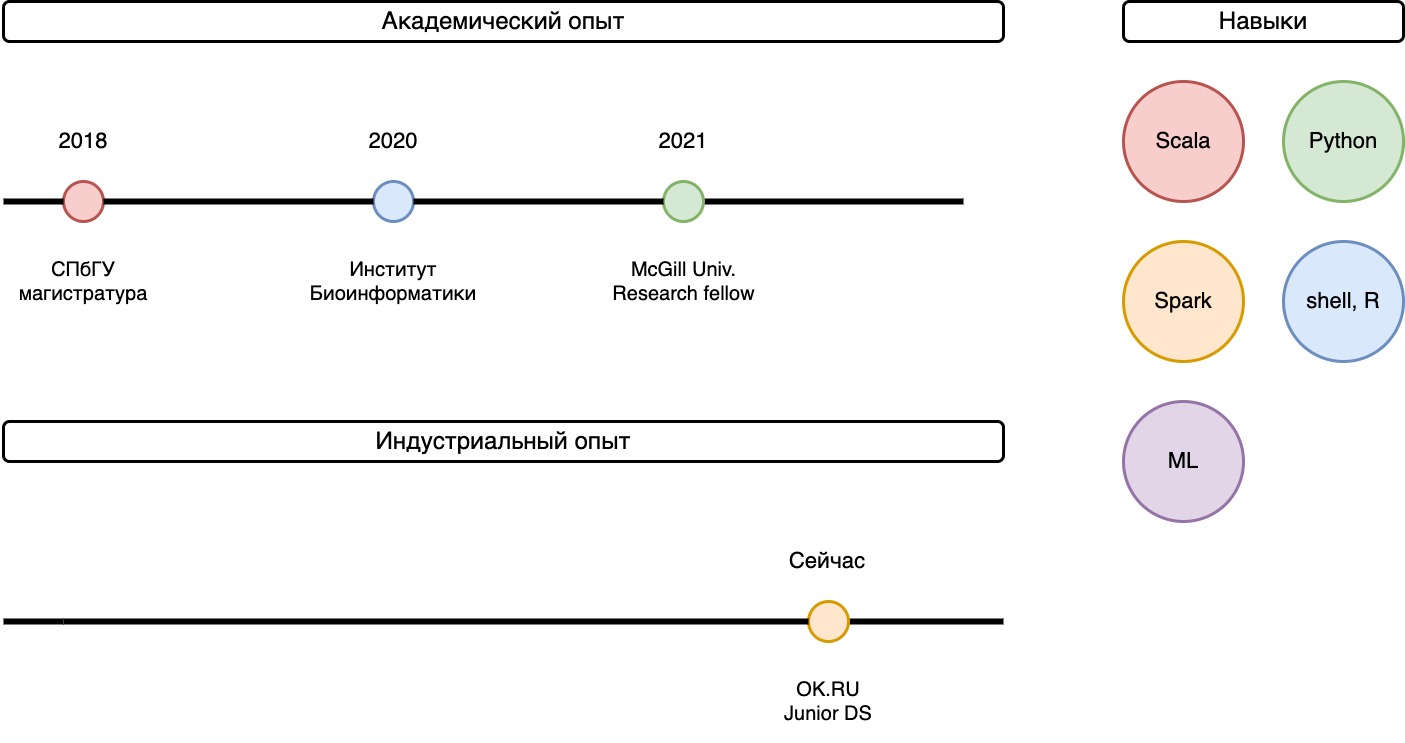 Академический опыт
2018
2020
2021
СПбГУ
магистратура
Институт
Биоинформатики
McGill Univ.
Research fellow
Индустриальный опыт
Сейчас
OK.RU
Junior DS
Навыки
Scala
Python
Spark
shell, R
ML